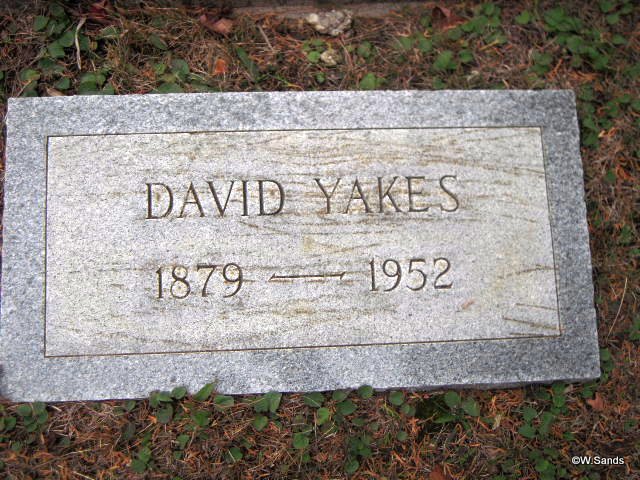 DAVID YAKES
1879 — 1952
©W.Sands